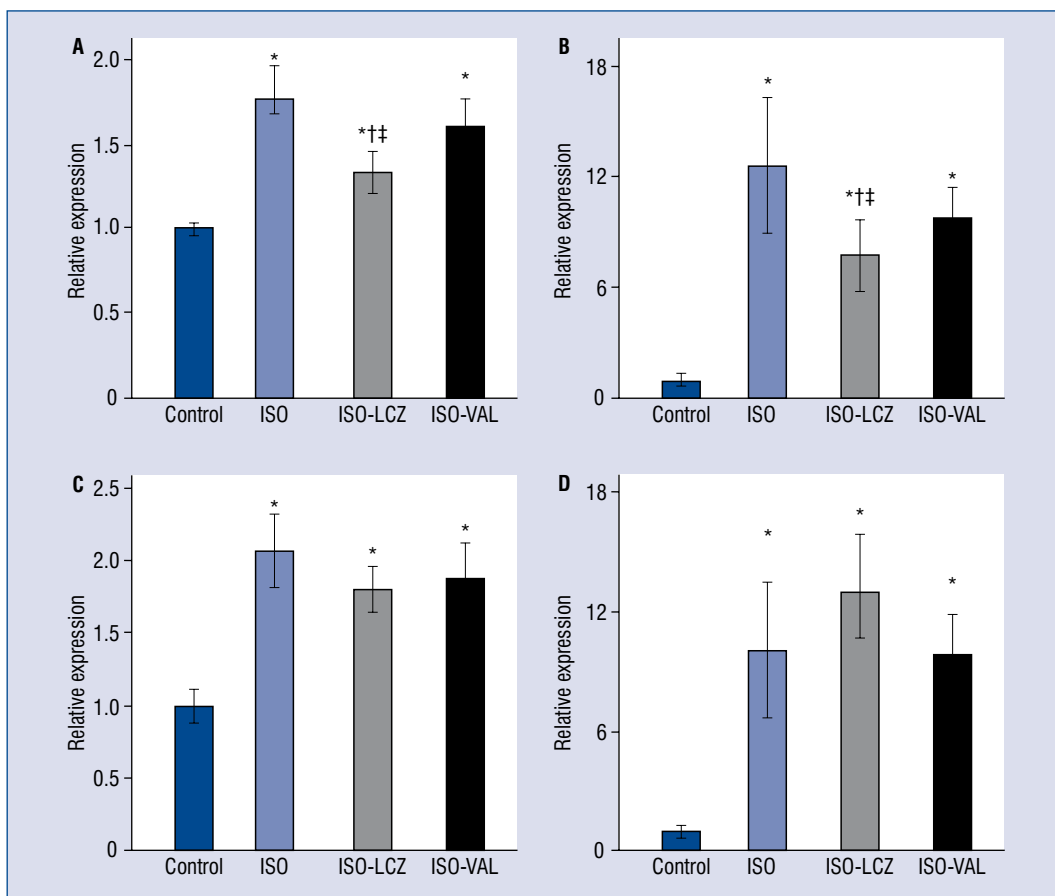 A
Relative expression
2.0
1.5
1.0
0.5
0
*
*†‡
*
Control ISO ISO-LCZ ISO-VAL
B
Relative expression
18
12
6
0
*
*†‡
*
Control ISO ISO-LCZ ISO-VAL
C
Relative expression
2.5
2.0
1.5
1.0
0.5
0
*
*
*
Control ISO ISO-LCZ ISO-VAL
D
Relative expression
18
12
6
0
*
*
*
Control ISO ISO-LCZ ISO-VAL